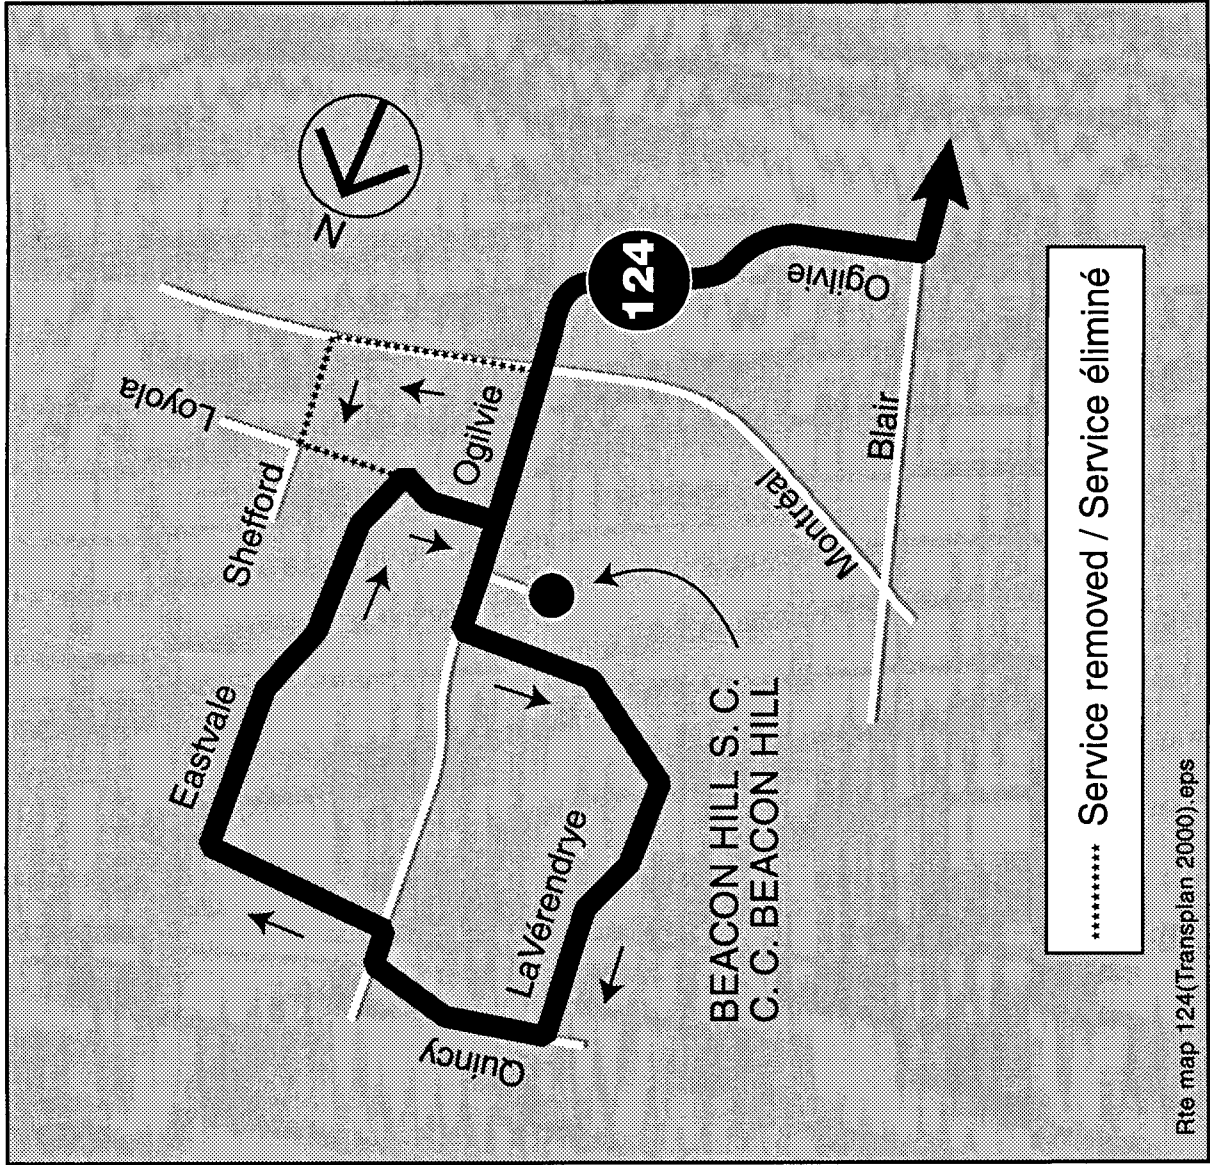 N
Loyola
Shefford
Ogilvie
124
Ogilvie
Eastvale
Montréal
Blair
LaVérendrye
Quincy
BEACON HILL S. C.
C. C. BEACON HILL
Service removed / Service éliminé
Rte map 124(Transplan 2000).eps